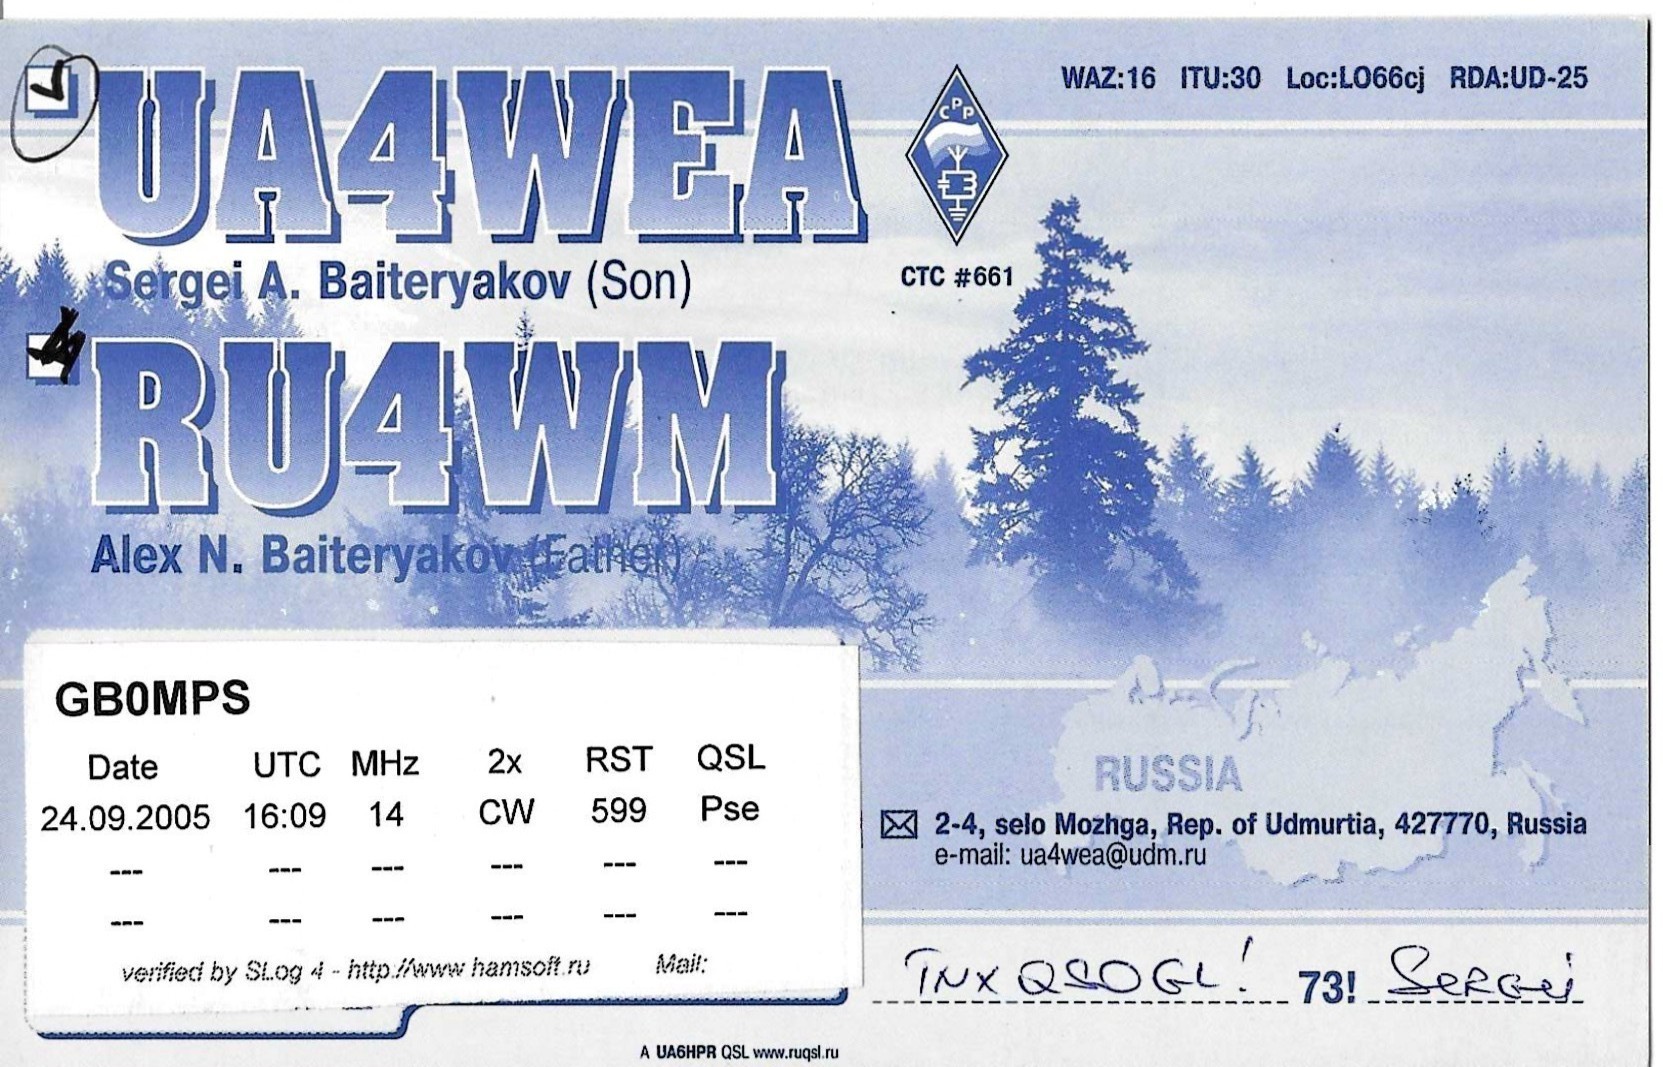 UA4WEA
Sergei A. Baiteryakov (Son)
RU4WM
Alex N. Baiteryakov (Father)
WAZ:16 ITU:30 Loc:LO66cj RDA:UD-25
СРР
CTC #661
GB0MPS
Date UTC MHz 2x RST QSL
24.09.2005 16:09 14 CW 599 Pse
--- --- --- --- --- ---
--- --- --- --- --- ---
verified by SLog 4 - http://www hamsoft.ru Mail:
RUSSIA
2-4, selo Mozhga, Rep. of Udmurtia, 427770, Russia
e-mail: ua4wea@udm.ru
TNX QSO GL! 73! Sergei
A UA6HPR QSL www.ruqsl.ru